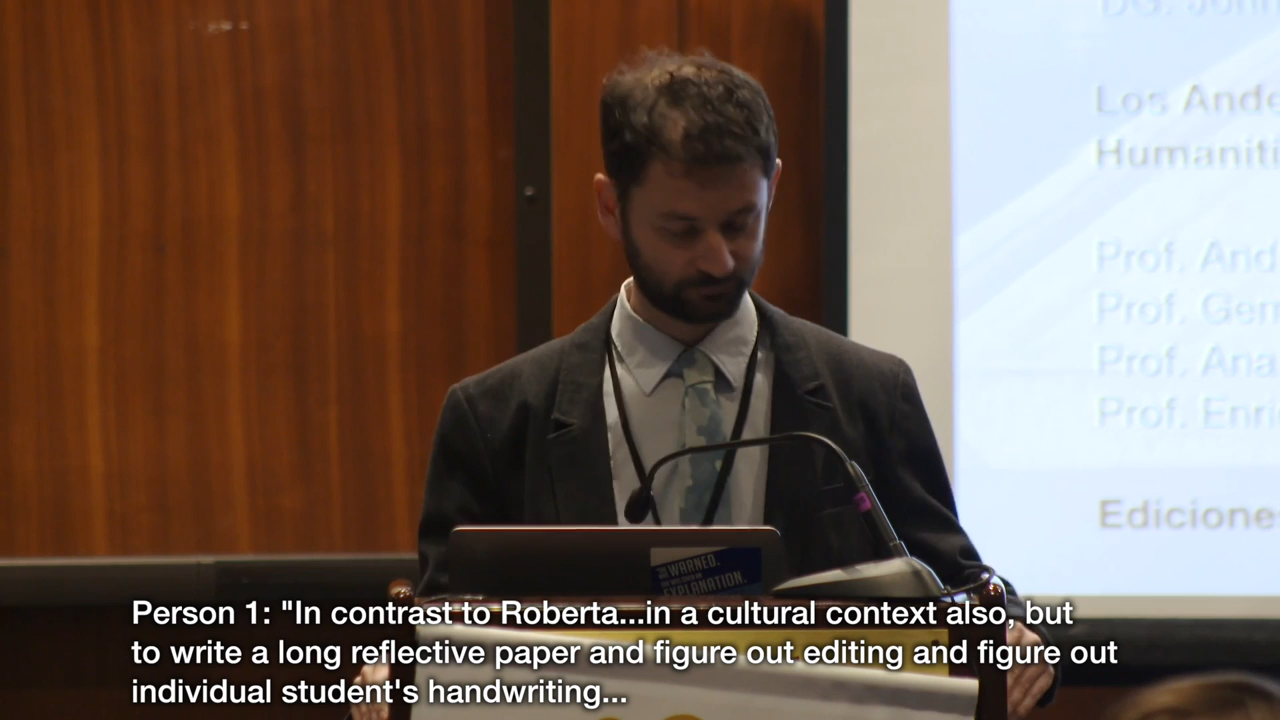 Los Ande
Humaniti
Prof. And
Prof. Gen
Prof. Ana
Prof. Enri
Edicione
WARNED.
EXPLANATION.
Person 1: "In contrast to Roberta...in a cultural context also, but
to write a long reflective paper and figure out editing and figure out
individual student's handwriting...